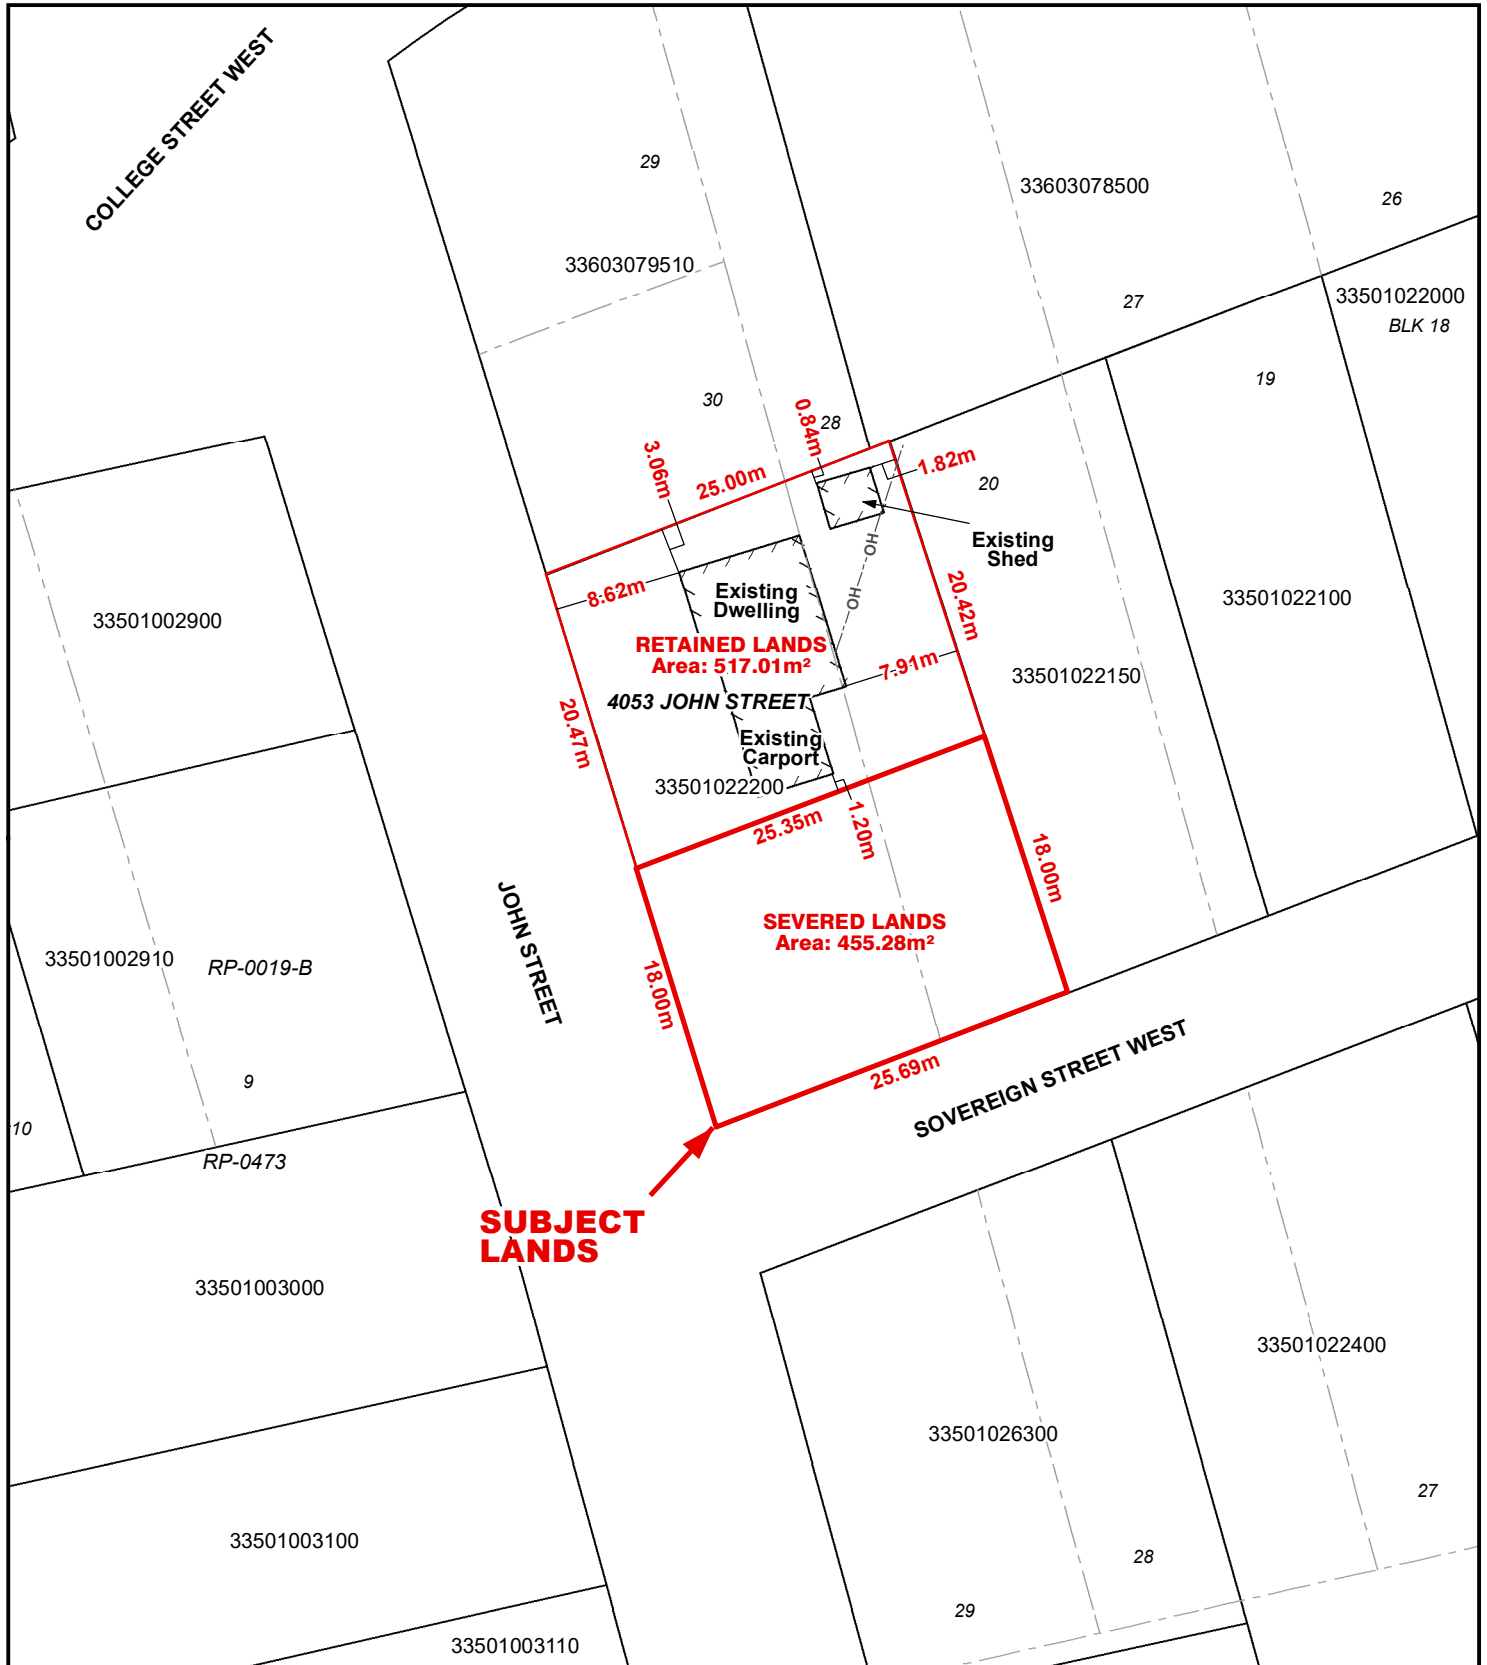 COLLEGE STREET WEST
29
33603078500
26
33603079510
27
33501022000
BLK 18
19
30
0.84m
28
3.06m
25.00m
1.82m
20
Existing
Shed
HO
HO
8.62m
Existing
Dwelling
20.42m
33501022100
33501002900
RETAINED LANDS
Area: 517.01m²
7.91m
33501022150
4053 JOHN STREET
20.47m
Existing
Carport
33501022200
25.35m
1.20m
18.00m
JOHN STREET
SEVERED LANDS
Area: 455.28m²
33501002910
RP-0019-B
18.00m
25.69m
SOVEREIGN STREET WEST
9
10
RP-0473
SUBJECT
LANDS
33501003000
33501022400
33501026300
27
33501003100
28
29
33501003110